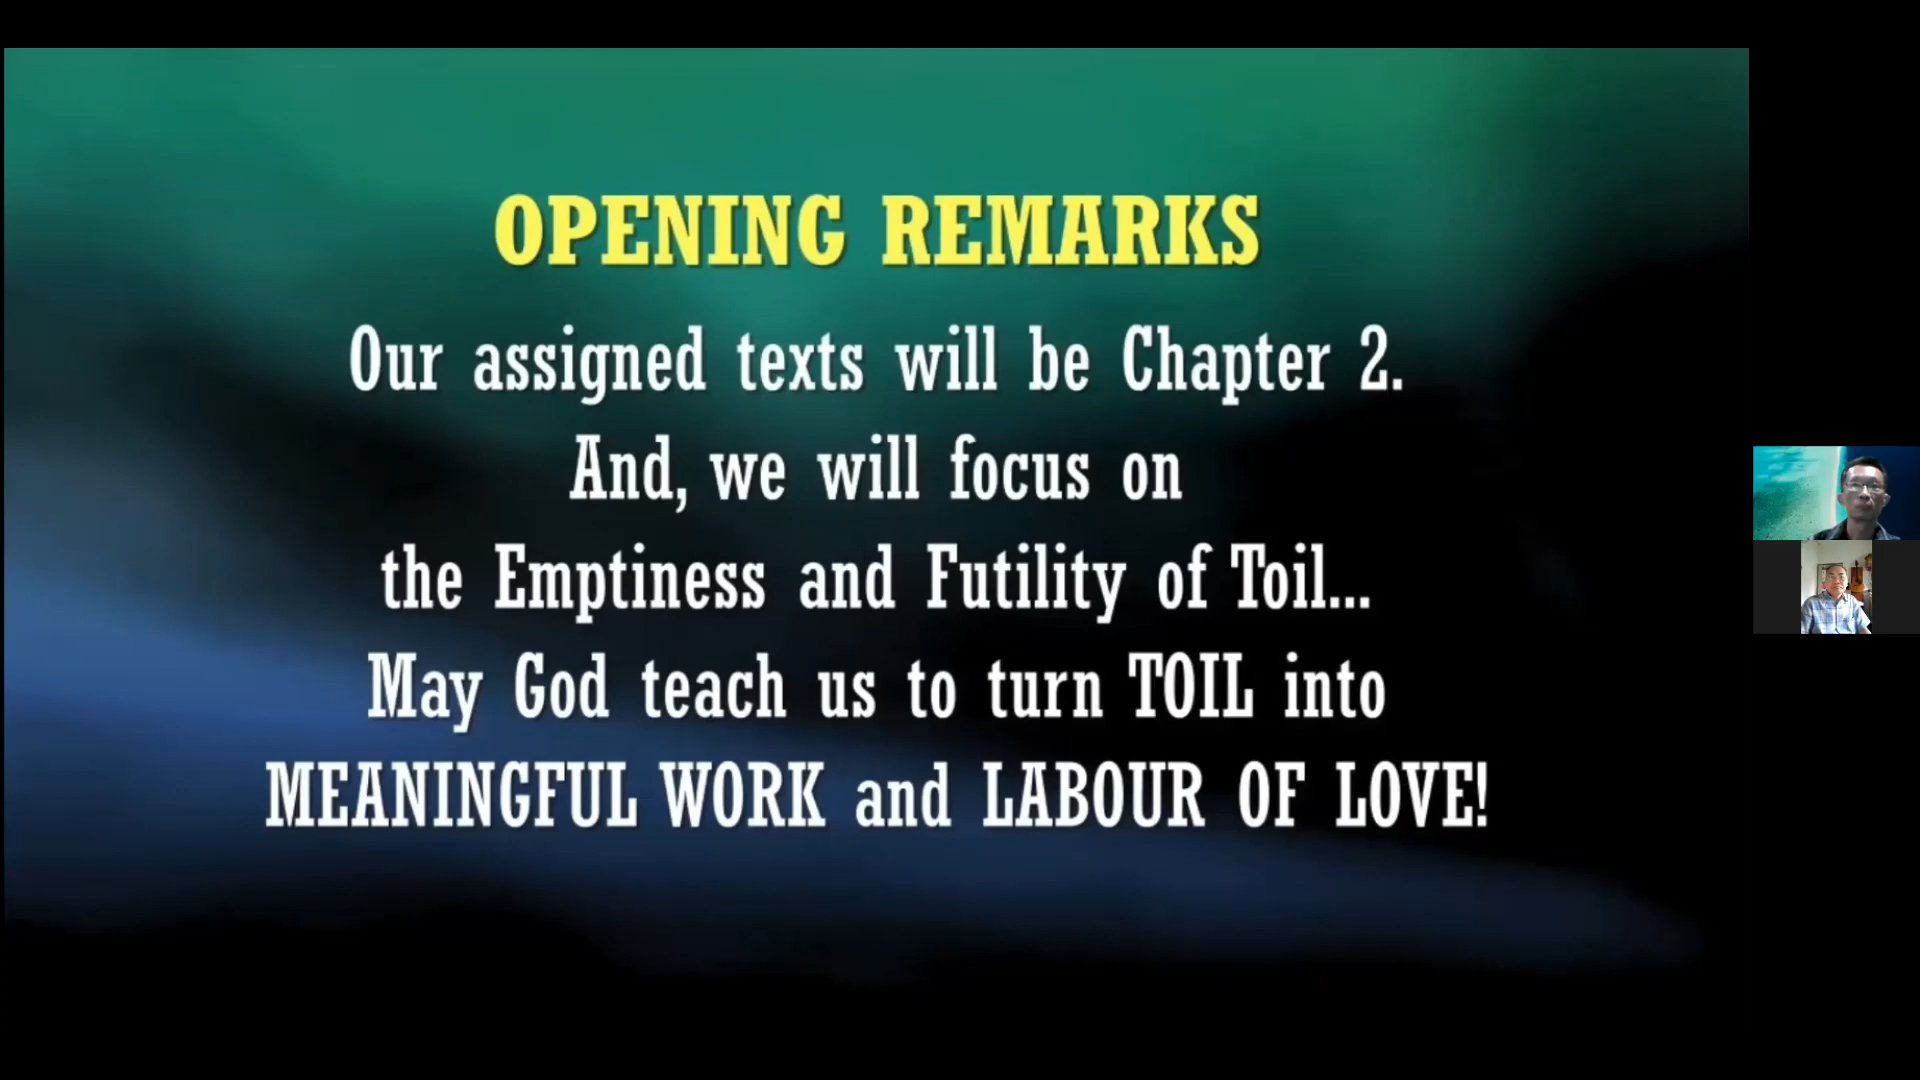 OPENING REMARKS
Our assigned texts will be Chapter 2.
And, we will focus on
the Emptiness and Futility of Toil...
May God teach us to turn TOIL into
MEANINGFUL WORK and LABOUR OF LOVE!